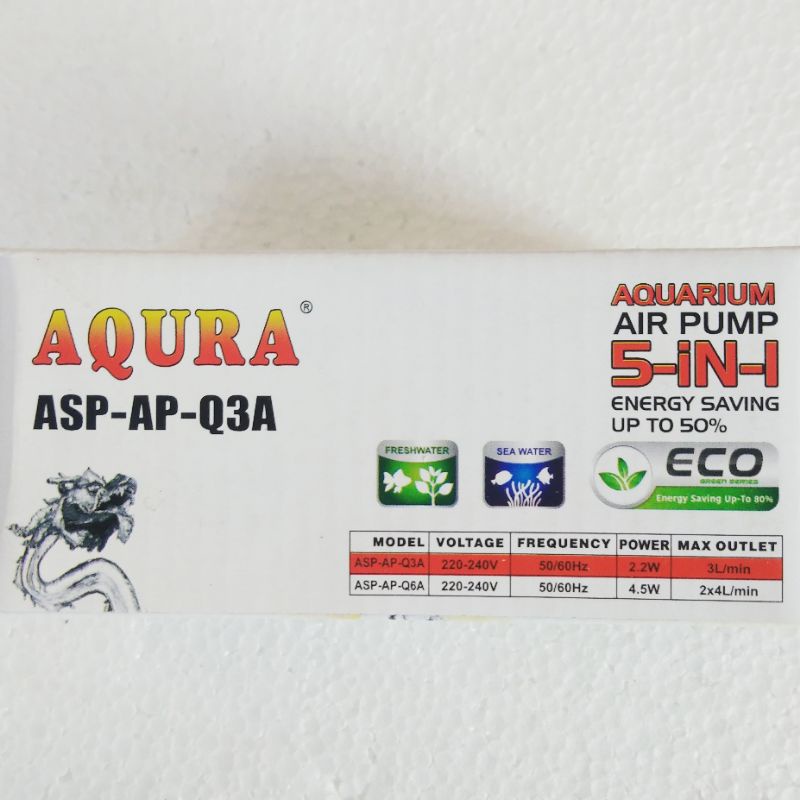 AQURA®
ASP-AP-Q3A
AQUARIUM
AIR PUMP
5-iN-1
ENERGY SAVING
UP TO 50%
FRESHWATER
SEA WATER
ECO
GREEN SERIES
Energy Saving Up-To 80%
MODEL VOLTAGE FREQUENCY POWER MAX OUTLET
ASP-AP-Q3A 220-240V 50/60Hz 2.2W 3L/min
ASP-AP-Q6A 220-240V 50/60Hz 4.5W 2x4L/min